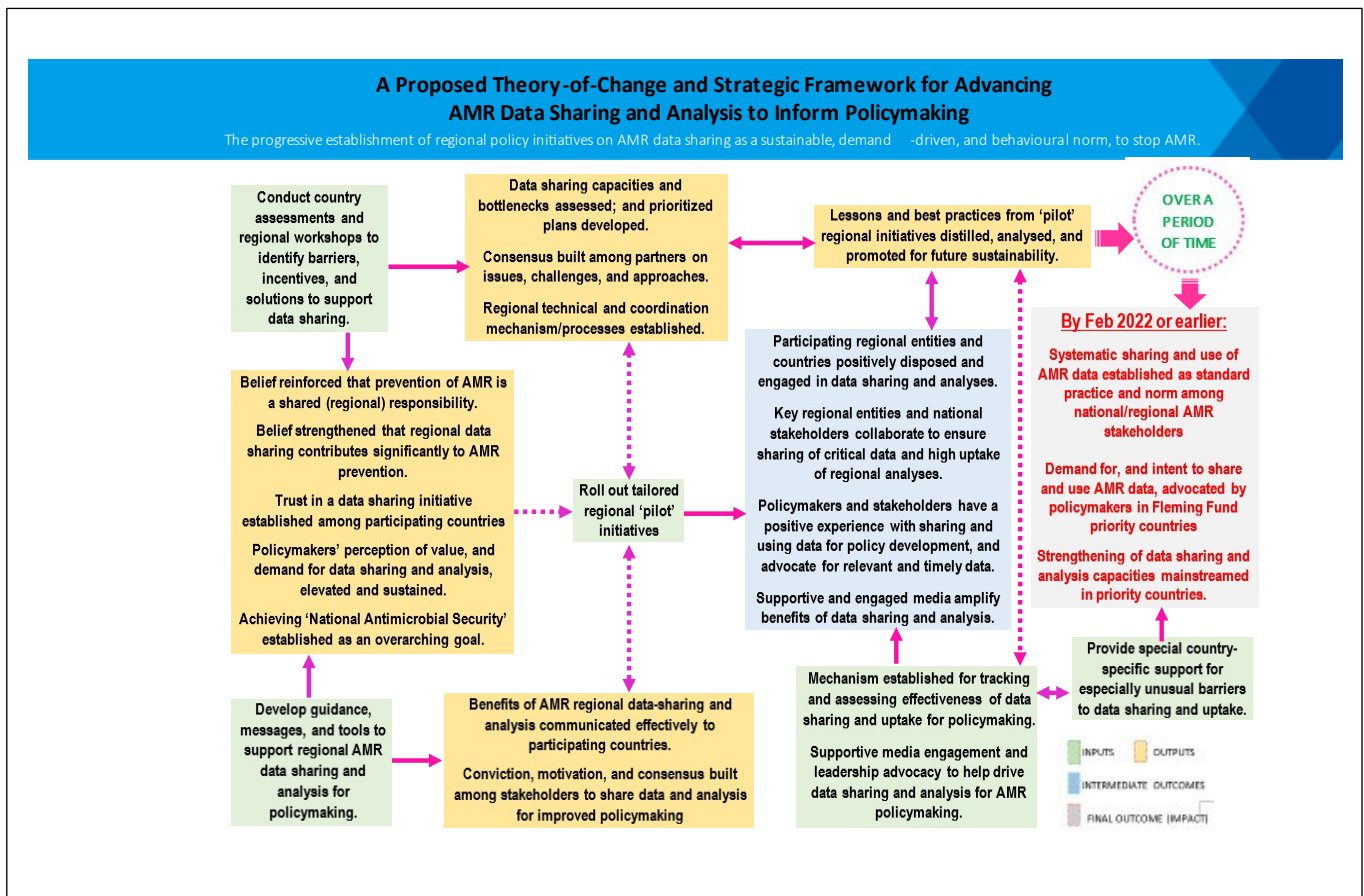 A Proposed Theory-of-Change and Strategic Framework for Advancing
AMR Data Sharing and Analysis to Inform Policymaking
The progressive establishment of regional policy initiatives on AMR data sharing as a sustainable, demand -driven, and behavioural norm, to stop AMR.
Conduct country
assessments and
regional workshops to
identify barriers,
incentives, and
solutions to support
data sharing.
Data sharing capacities and
bottlenecks assessed; and prioritized
plans developed.
Consensus built among partners on
issues, challenges, and approaches.
Regional technical and coordination
mechanism/processes established.
Lessons and best practices from ‘pilot’
regional initiatives distilled, analysed, and
promoted for future sustainability.
OVER A
PERIOD
OF TIME
By Feb 2022 or earlier:
Systematic sharing and use of
AMR data established as standard
practice and norm among
national/regional AMR
stakeholders
Demand for, and intent to share
and use AMR data, advocated by
policymakers in Fleming Fund
priority countries
Strengthening of data sharing and
analysis capacities mainstreamed
in priority countries.
Belief reinforced that prevention of AMR is
a shared (regional) responsibility.
Belief strengthened that regional data
sharing contributes significantly to AMR
prevention.
Trust in a data sharing initiative
established among participating countries
Policymakers’ perception of value, and
demand for data sharing and analysis,
elevated and sustained.
Achieving ‘National Antimicrobial Security’
established as an overarching goal.
Roll out tailored
regional ‘pilot’
initiatives
Participating regional entities and
countries positively disposed and
engaged in data sharing and analyses.
Key regional entities and national
stakeholders collaborate to ensure
sharing of critical data and high uptake
of regional analyses.
Policymakers and stakeholders have a
positive experience with sharing and
using data for policy development, and
advocate for relevant and timely data.
Supportive and engaged media amplify
benefits of data sharing and analysis.
Develop guidance,
messages, and tools to
support regional AMR
data sharing and
analysis for
policymaking.
Benefits of AMR regional data-sharing and
analysis communicated effectively to
participating countries.
Conviction, motivation, and consensus built
among stakeholders to share data and analysis
for improved policymaking
Mechanism established for tracking
and assessing effectiveness of data
sharing and uptake for policymaking.
Supportive media engagement and
leadership advocacy to help drive
data sharing and analysis for AMR
policymaking.
Provide special country-
specific support for
especially unusual barriers
to data sharing and uptake.
INPUTS OUTPUTS
INTERMEDIATE OUTCOMES
FINAL OUTCOME (IMPACT)